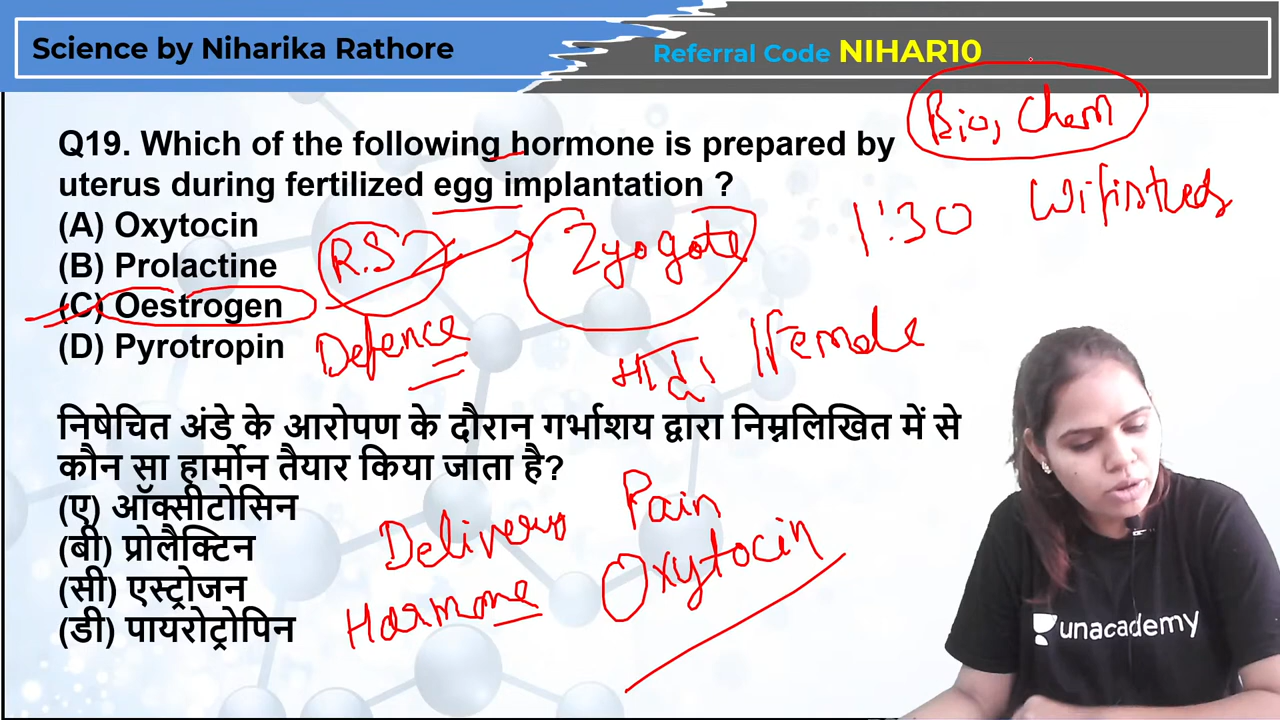 Science by Niharika Rathore
Referral Code NIHAR10
Bio, Chem
Q19. Which of the following hormone is prepared by
uterus during fertilized egg implantation ?
1:30
(A) Oxytocin
(B) Prolactine
(C) Oestrogen
(D) Pyrotropin
R.S
Zyogote
Defence
मादा
Female
निषेचित अंडे के आरोपण के दौरान गर्भाशय द्वारा निम्नलिखित में से
कौन सा हार्मोन तैयार किया जाता है?
(ए) ऑक्सीटोसिन
(बी) प्रोलैक्टिन
(सी) एस्ट्रोजन
(डी) पायरोट्रोपिन
Delivery Pain
Hormone Oxytocin
unacademy